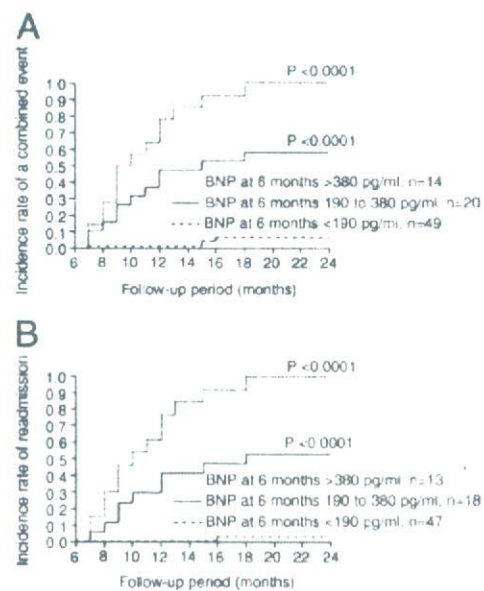 A
Incidence rate of a combined event
1.0
0.9
0.8
0.7
0.6
0.5
0.4
0.3
0.2
0.1
0.0
P <0.0001
P <0.0001
BNP at 6 months >380 pg/ml, n=14
BNP at 6 months 190 to 380 pg/ml, n=20
BNP at 6 months <190 pg/ml, n=49
6 8 10 12 14 16 18 20 22 24
Follow-up period (months)
B
Incidence rate of readmission
1.0
0.9
0.8
0.7
0.6
0.5
0.4
0.3
0.2
0.1
0.0
P <0.0001
P <0.0001
BNP at 6 months >380 pg/ml, n=13
BNP at 6 months 190 to 380 pg/ml, n=18
BNP at 6 months <190 pg/ml, n=47
6 8 10 12 14 16 18 20 22 24
Follow-up period (months)